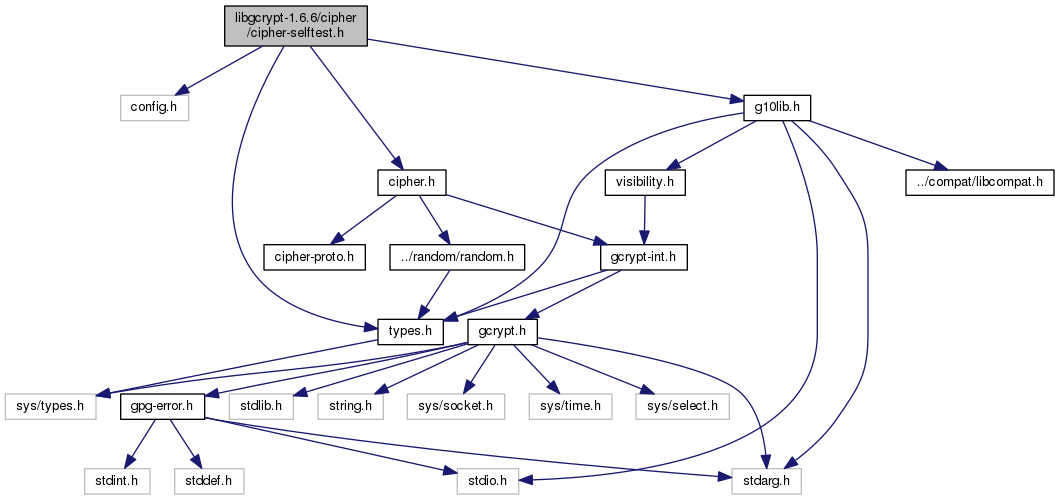 libgcrypt-1.6.6/cipher
/cipher-selftest.h
config.h
g10lib.h
cipher.h
visibility.h
../compat/libcompat.h
cipher-proto.h
../random/random.h
gcrypt-int.h
types.h
gcrypt.h
sys/types.h
gpg-error.h
stdlib.h
string.h
sys/socket.h
sys/time.h
sys/select.h
stdint.h
stddef.h
stdio.h
stdarg.h